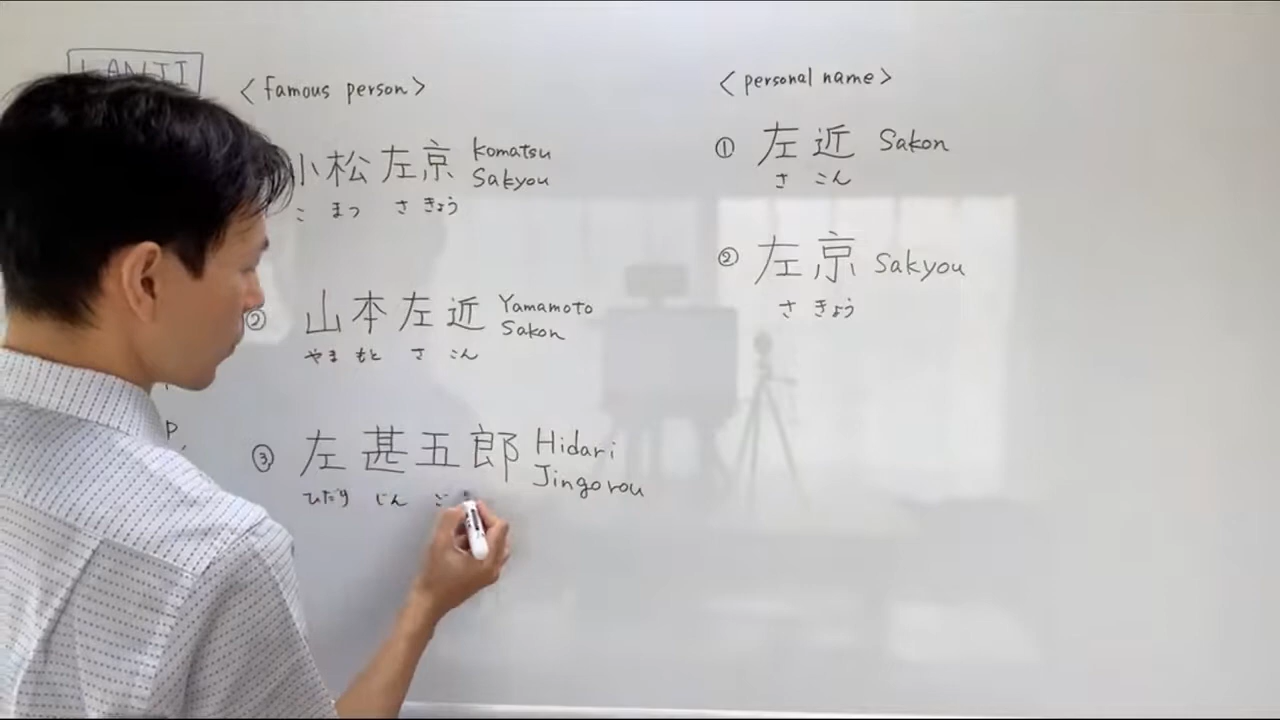 KANJI
<famous person>
小松左京 Komatsu
Sakyou
こ まつ さ きょう
② 山本左近 Yamamoto
Sakon
やま もと さ こん
③ 左甚五郎 Hidari
Jingorou
ひだり じん ご
P
<personal name>
① 左近 Sakon
さ こん
② 左京 Sakyou
さ きょう